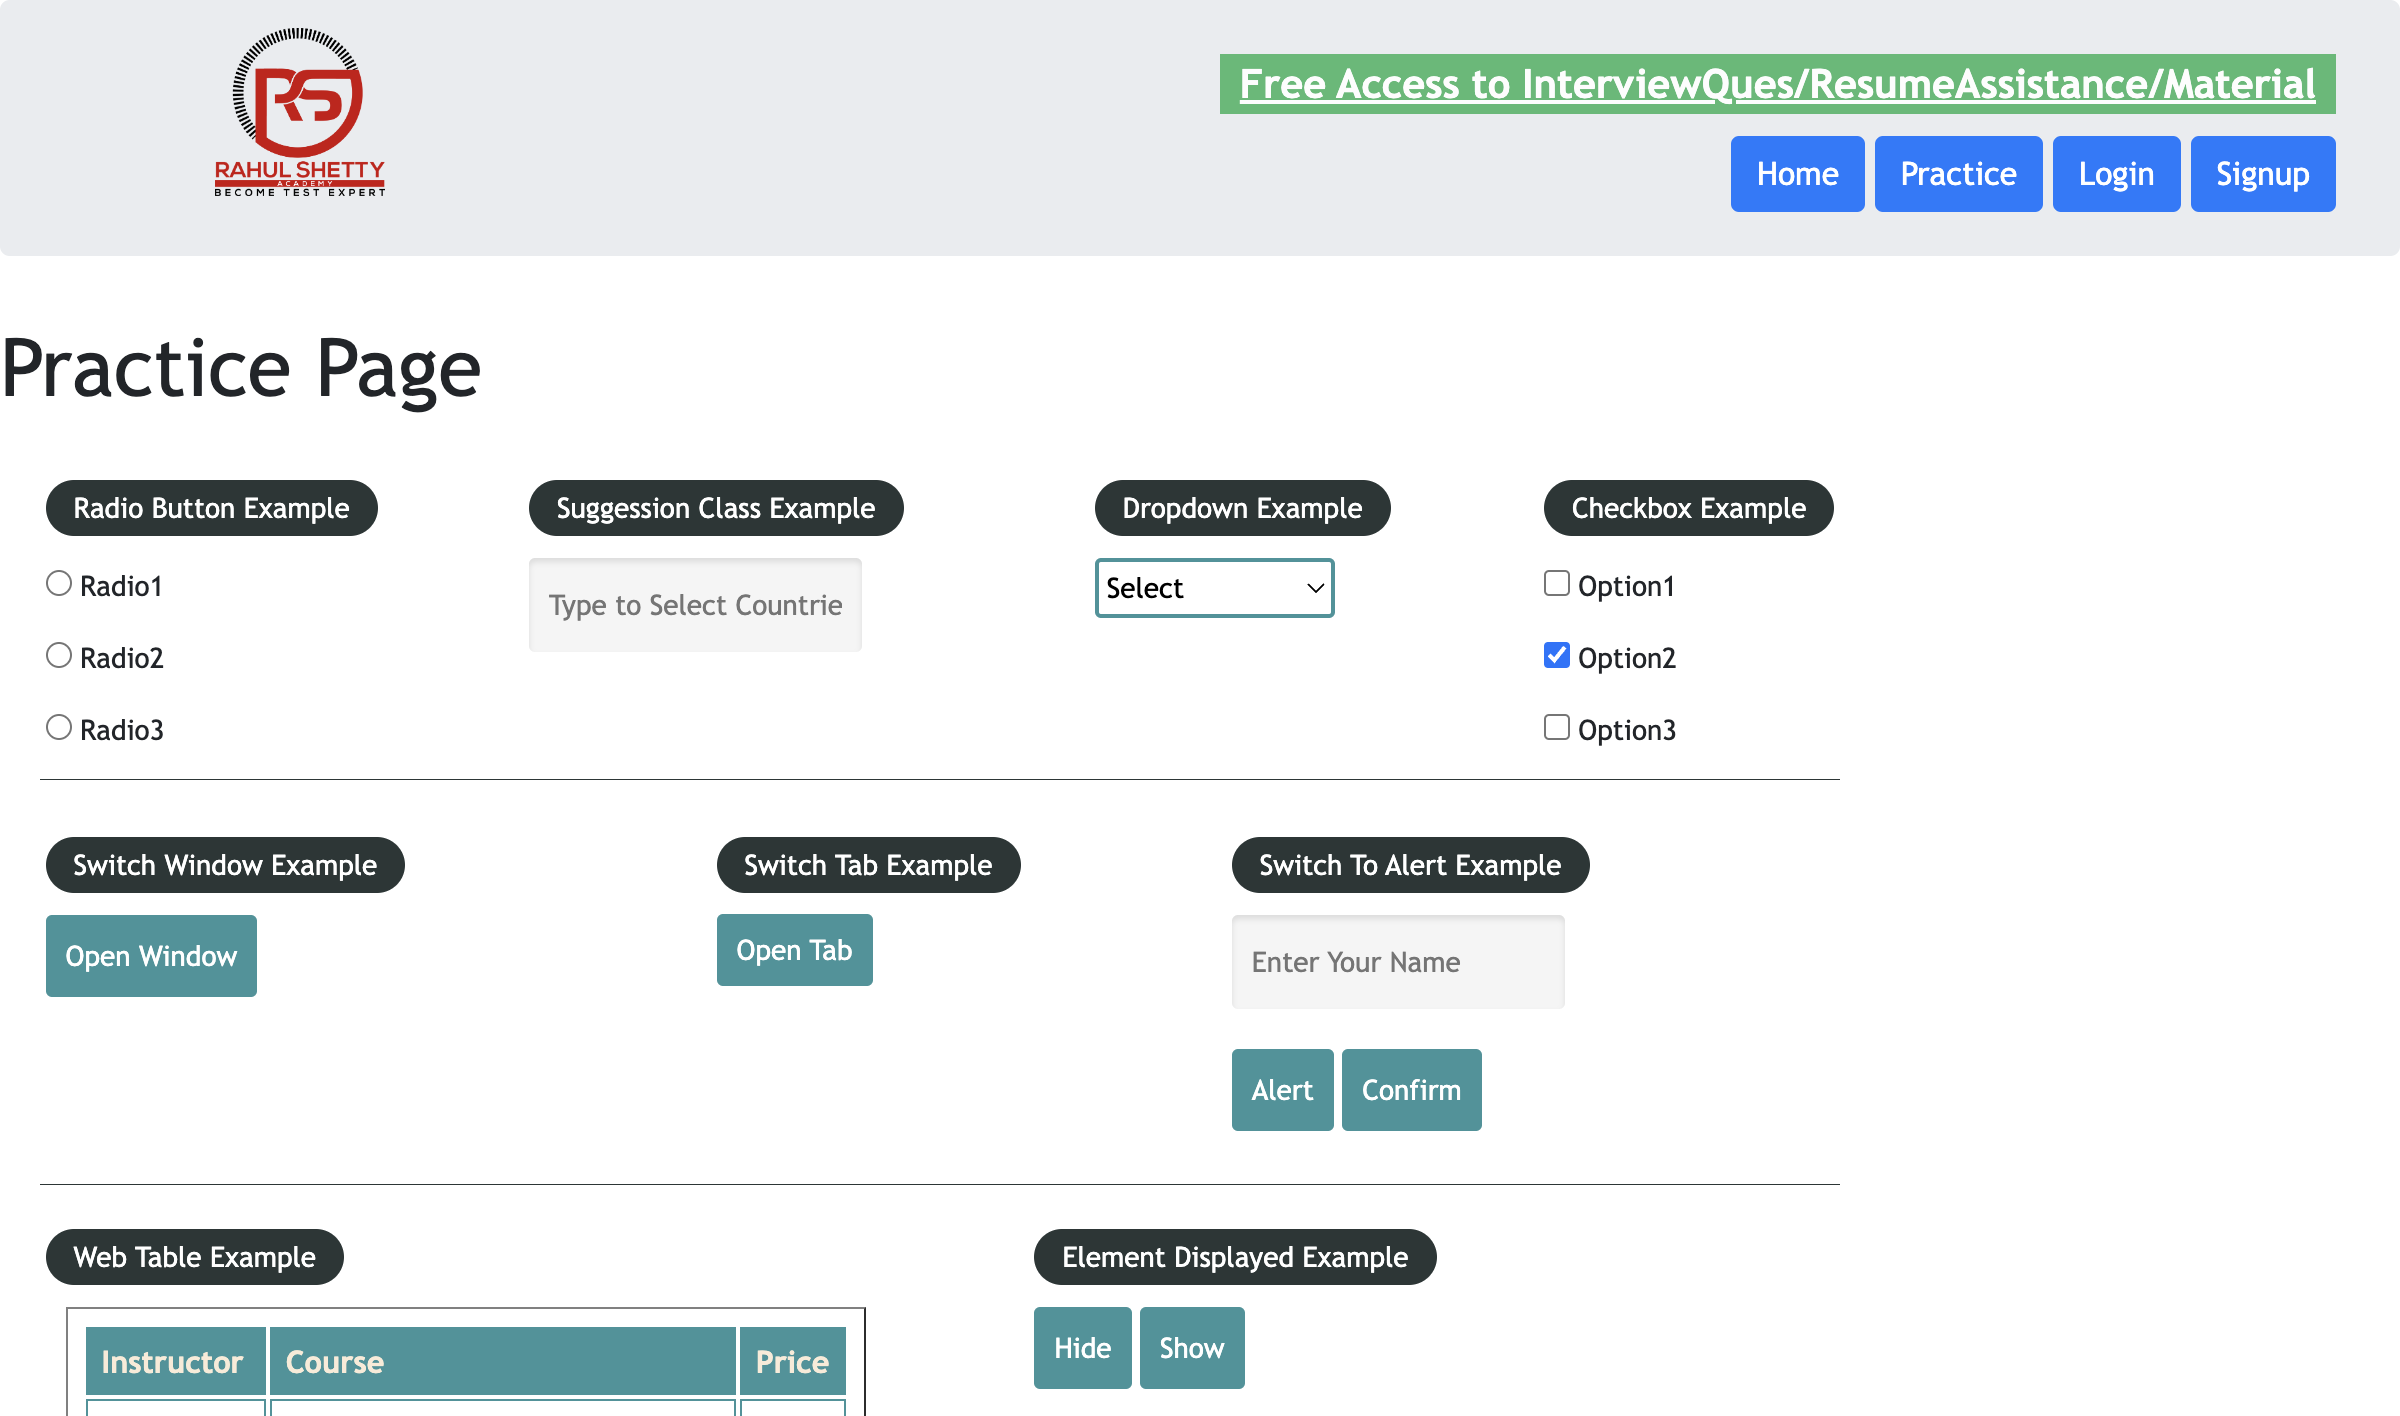 RAHUL SHETTY
ACADEMY
BECOME TEST EXPERT
Free Access to InterviewQues/ResumeAssistance/Material
Home Practice Login Signup
Practice Page
Radio Button Example
Radio1
Radio2
Radio3
Suggession Class Example
Type to Select Countrie
Dropdown Example
Select
Checkbox Example
Option1
Option2
Option3
Switch Window Example
Open Window
Switch Tab Example
Open Tab
Switch To Alert Example
Enter Your Name
Alert Confirm
Web Table Example
Instructor Course Price
Element Displayed Example
Hide Show